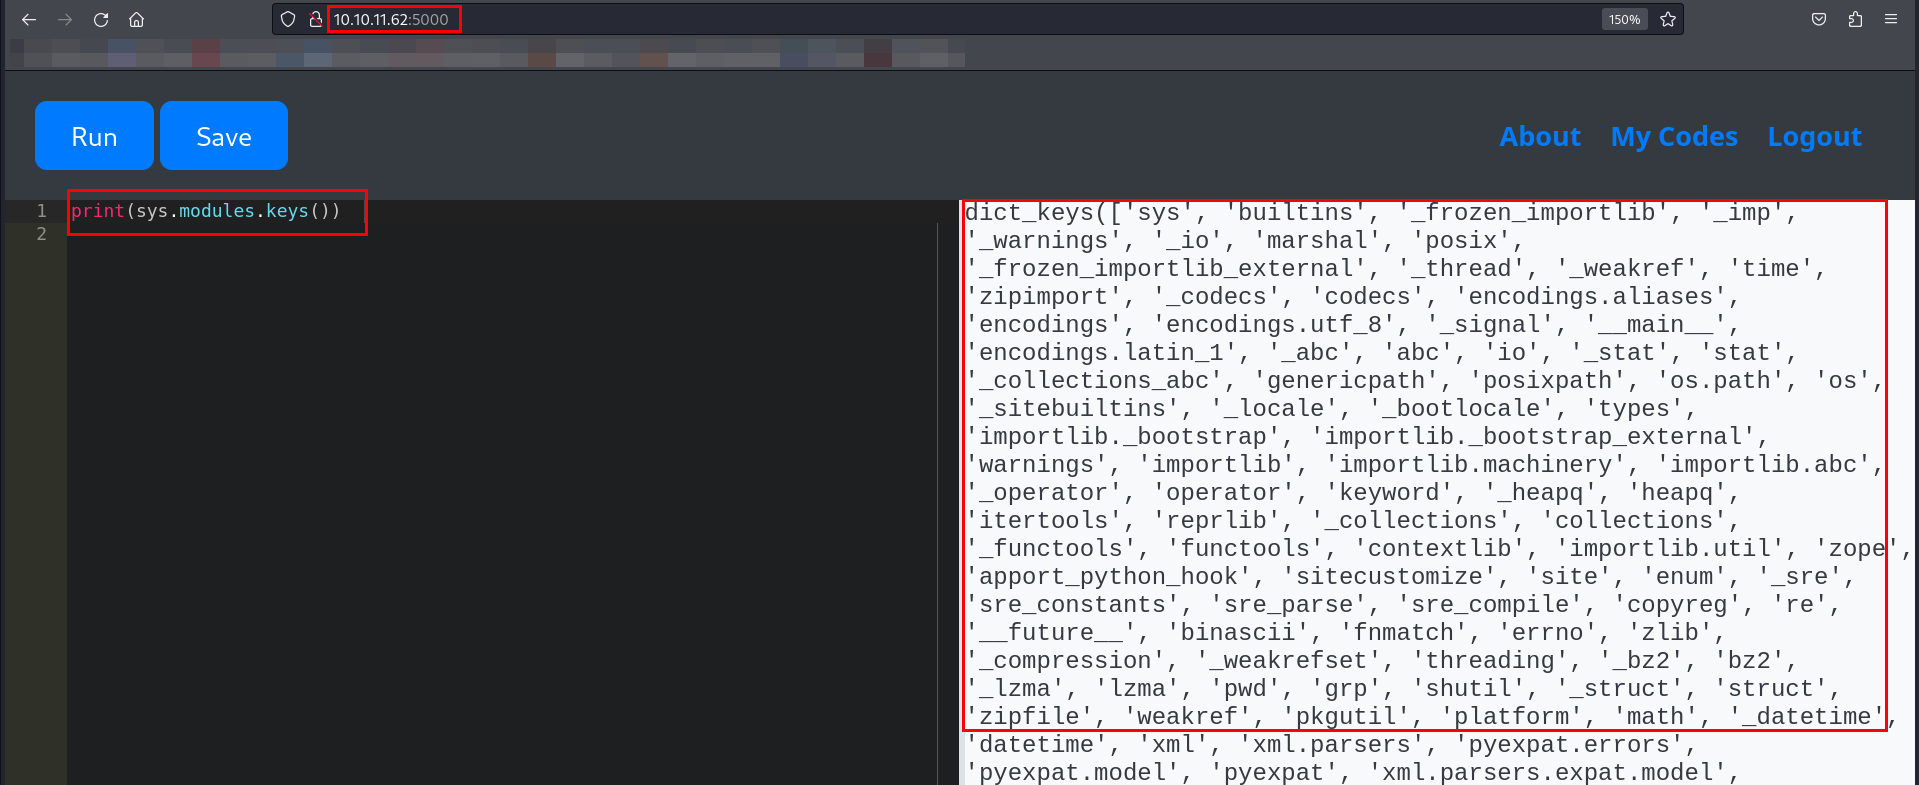 10.10.11.62:5000
150%
Run
Save
About
My Codes
Logout
1 print(sys.modules.keys())
2
dict_keys(['sys', 'builtins', '_frozen_importlib', '_imp',
'_warnings', '_io', 'marshal', 'posix',
'_frozen_importlib_external', '_thread', '_weakref', 'time',
'zipimport', '_codecs', 'codecs', 'encodings.aliases',
'encodings', 'encodings.utf_8', '_signal', '__main__',
'encodings.latin_1', '_abc', 'abc', 'io', '_stat', 'stat',
'_collections_abc', 'genericpath', 'posixpath', 'os.path', 'os',
'_sitebuiltins', '_locale', '_bootlocale', 'types',
'importlib._bootstrap', 'importlib._bootstrap_external',
'warnings', 'importlib', 'importlib.machinery', 'importlib.abc',
'_operator', 'operator', 'keyword', '_heapq', 'heapq',
'itertools', 'reprlib', '_collections', 'collections',
'_functools', 'functools', 'contextlib', 'importlib.util', 'zope',
'apport_python_hook', 'sitecustomize', 'site', 'enum', '_sre',
'sre_constants', 'sre_parse', 'sre_compile', 'copyreg', 're',
'__future__', 'binascii', 'fnmatch', 'errno', 'zlib',
'_compression', '_weakrefset', 'threading', '_bz2', 'bz2',
'_lzma', 'lzma', 'pwd', 'grp', 'shutil', '_struct', 'struct',
'zipfile', 'weakref', 'pkgutil', 'platform', 'math', '_datetime',
'datetime', 'xml', 'xml.parsers', 'pyexpat.errors',
'pyexpat.model', 'pyexpat', 'xml.parsers.expat.model',